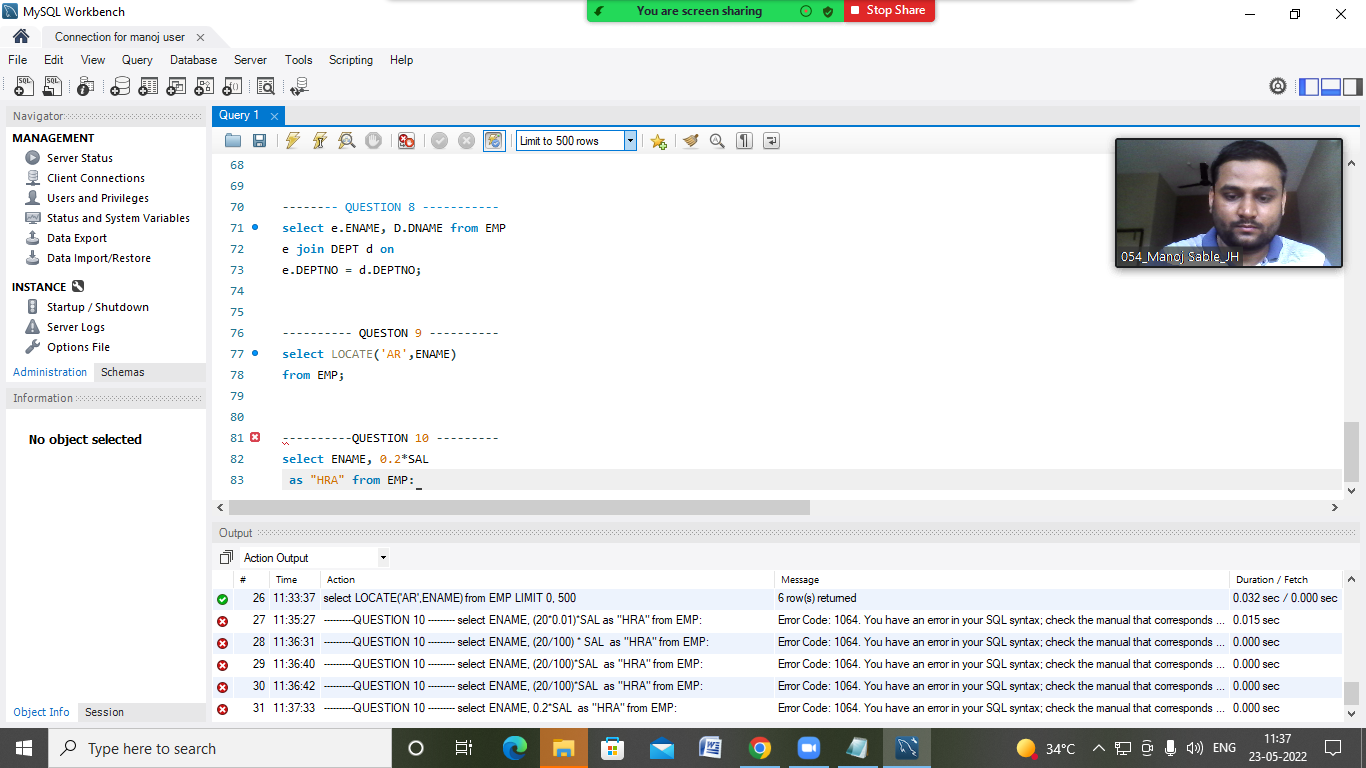 MySQL Workbench
You are screen sharing
Stop Share
Connection for manoj user
File Edit View Query Database Server Tools Scripting Help
Navigator
MANAGEMENT
Server Status
Client Connections
Users and Privileges
Status and System Variables
Data Export
Data Import/Restore
INSTANCE
Startup / Shutdown
Server Logs
Options File
Administration Schemas
Information
No object selected
Object Info Session
Query 1
Limit to 500 rows
68
69
70 -------- QUESTION 8 -----------
71 select e.ENAME, D.DNAME from EMP
72 e join DEPT d on
73 e.DEPTNO = d.DEPTNO;
74
75
76 ---------- QUESTON 9 ----------
77 select LOCATE('AR',ENAME)
78 from EMP;
79
80
81 ----------QUESTION 10 ---------
82 select ENAME, 0.2*SAL
83 as "HRA" from EMP:
054_Manoj Sable_JH
Output
Action Output
# Time Action Message Duration / Fetch
26 11:33:37 select LOCATE('AR',ENAME) from EMP LIMIT 0, 500 6 row(s) returned 0.032 sec / 0.000 sec
27 11:35:27 ----------QUESTION 10 --------- select ENAME, (20*0.01)*SAL as "HRA" from EMP: Error Code: 1064. You have an error in your SQL syntax; check the manual that corresponds ... 0.015 sec
28 11:36:31 ----------QUESTION 10 --------- select ENAME, (20/100) * SAL as "HRA" from EMP: Error Code: 1064. You have an error in your SQL syntax; check the manual that corresponds ... 0.000 sec
29 11:36:40 ----------QUESTION 10 --------- select ENAME, (20/100)*SAL as "HRA" from EMP: Error Code: 1064. You have an error in your SQL syntax; check the manual that corresponds ... 0.000 sec
30 11:36:42 ----------QUESTION 10 --------- select ENAME, (20/100)*SAL as "HRA" from EMP: Error Code: 1064. You have an error in your SQL syntax; check the manual that corresponds ... 0.000 sec
31 11:37:33 ----------QUESTION 10 --------- select ENAME, 0.2*SAL as "HRA" from EMP: Error Code: 1064. You have an error in your SQL syntax; check the manual that corresponds ... 0.000 sec
Type here to search
34°C
ENG
11:37
23-05-2022